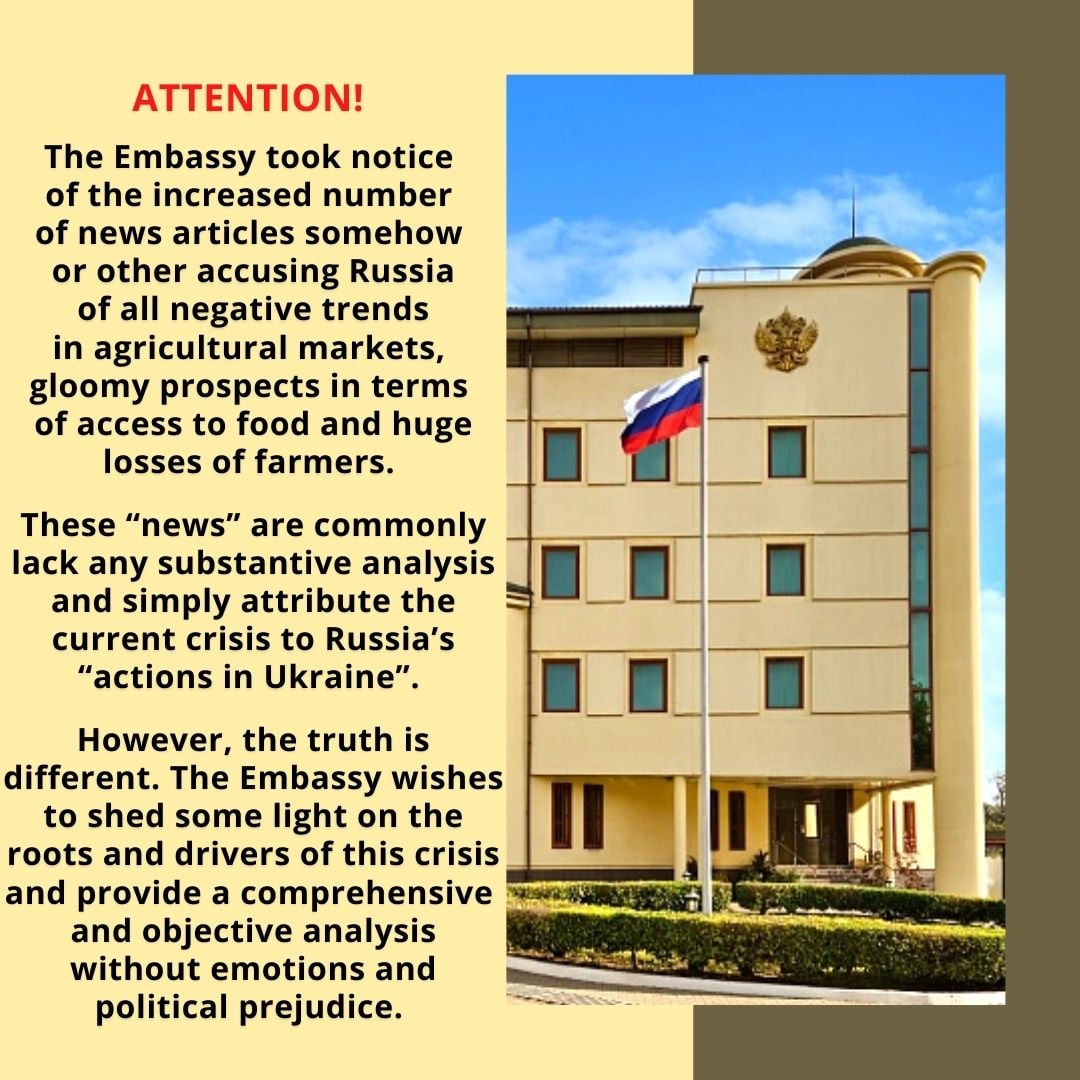 ATTENTION!
The Embassy took notice
of the increased number
of news articles somehow
or other accusing Russia
of all negative trends
in agricultural markets,
gloomy prospects in terms
of access to food and huge
losses of farmers.
These “news” are commonly
lack any substantive analysis
and simply attribute the
current crisis to Russia’s
“actions in Ukraine”.
However, the truth is
different. The Embassy wishes
to shed some light on the
roots and drivers of this crisis
and provide a comprehensive
and objective analysis
without emotions and
political prejudice.